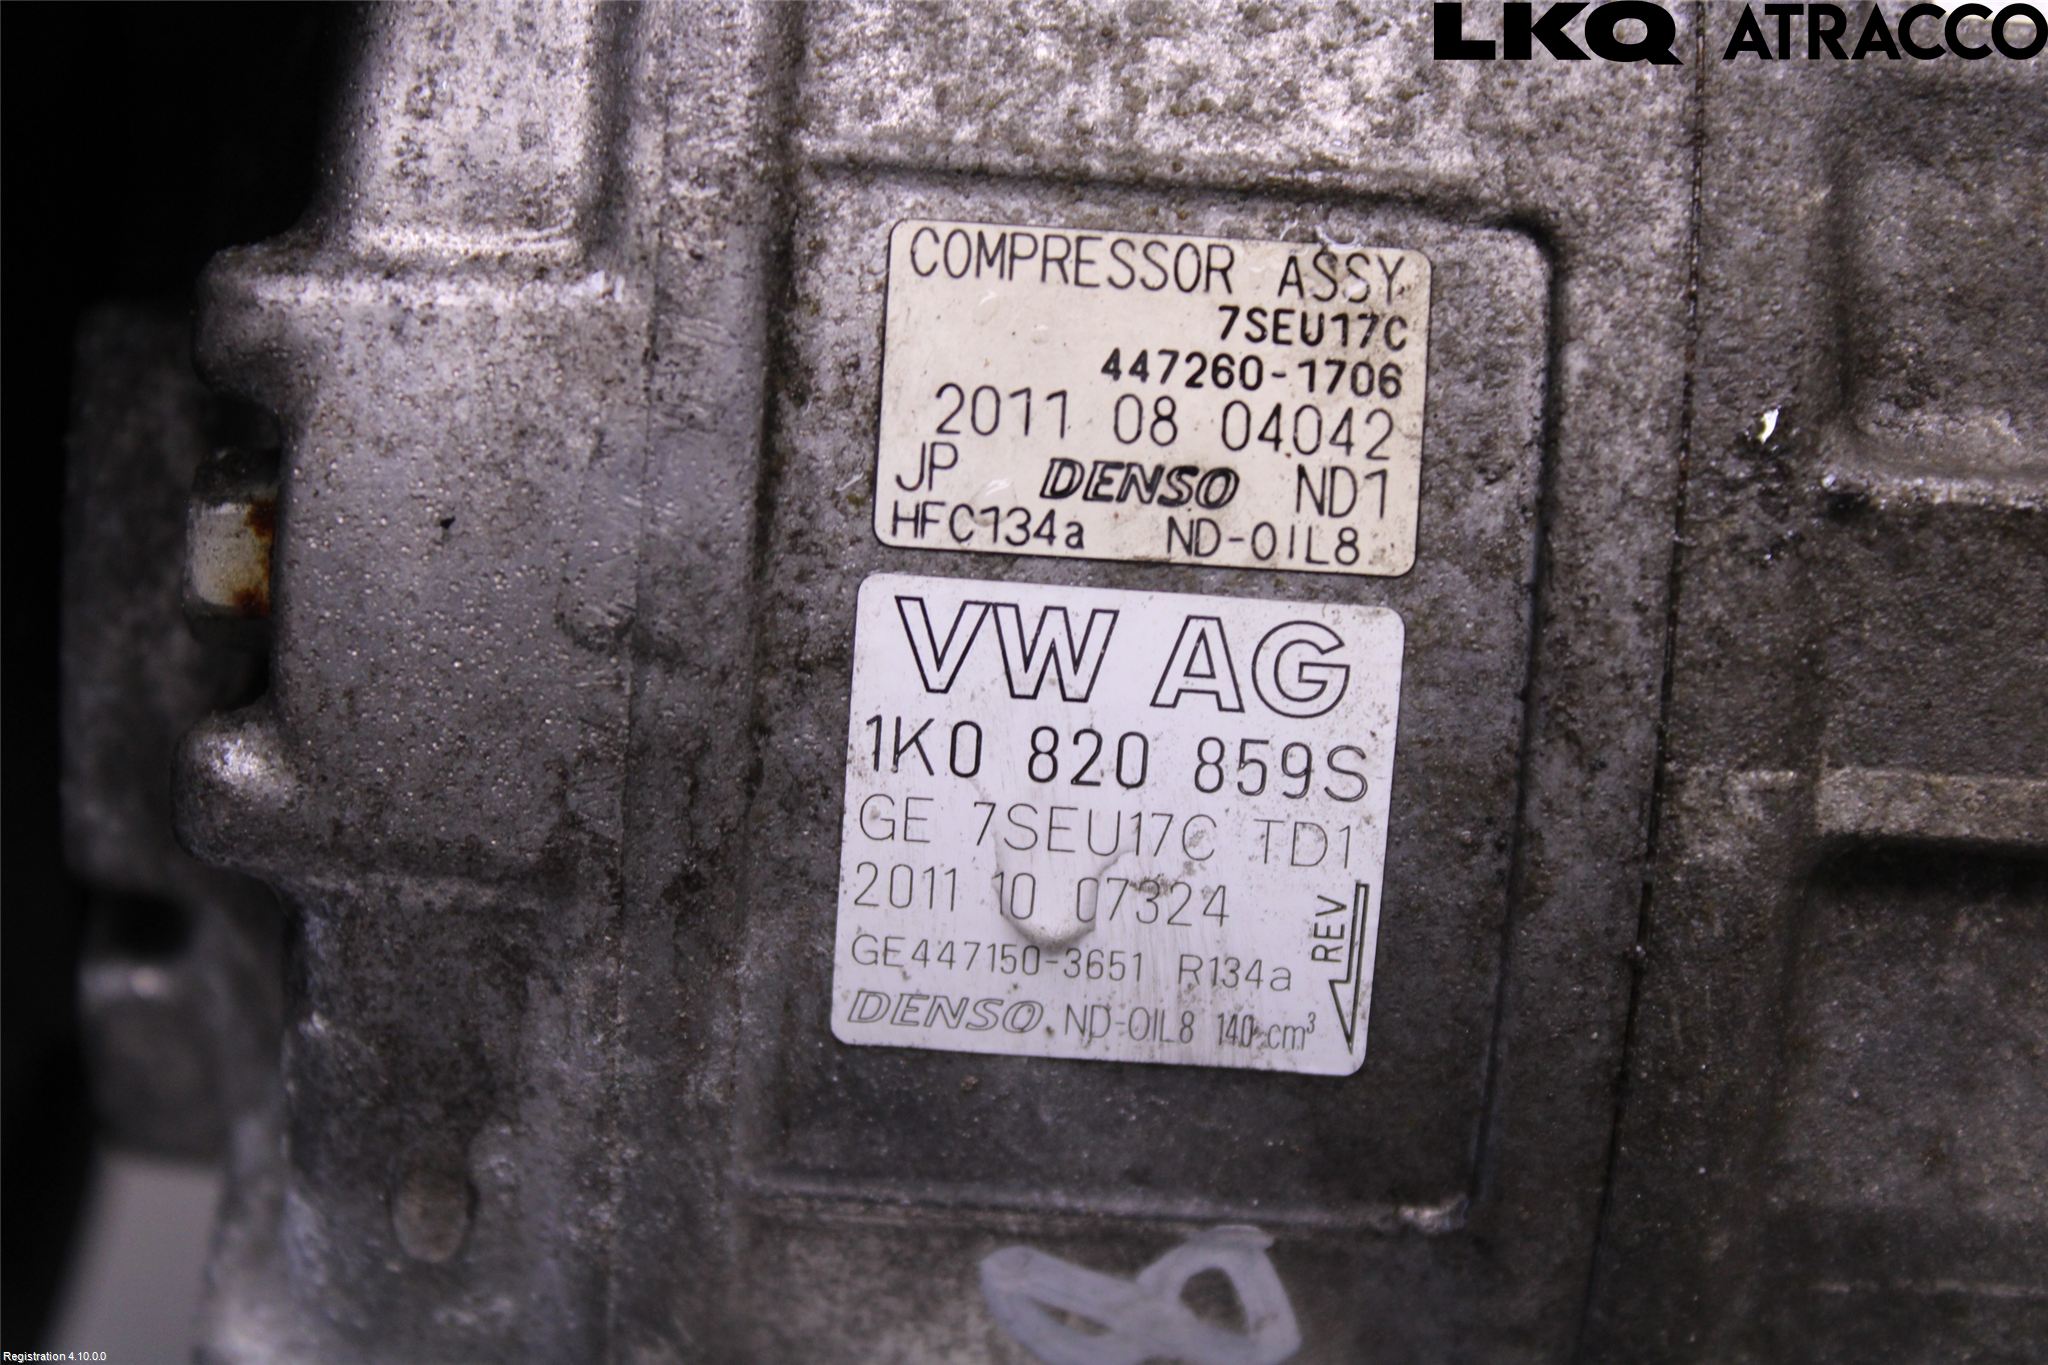 LKQ ATRACCO
COMPRESSOR ASSY
7SEU17C
447260-1706
2011 08 04042
JP DENSO ND1
HFC134a ND-OIL8
VW AG
1K0 820 859S
GE 7SEU17C TD1
2011 10 07324
REV
GE447150-3651 R134a
DENSO ND-OIL8 140 cm³
8
Registration 4.10.0.0